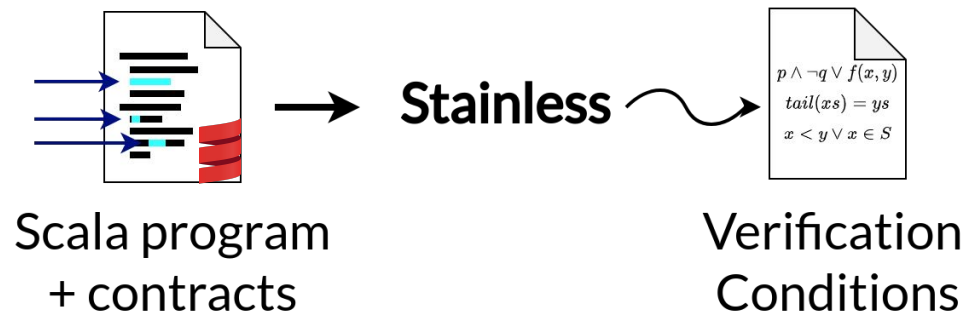 p ∧ ¬q ∨ f(x, y)
tail(xs) = ys
x < y ∨ x ∈ S
Stainless
Scala program
+ contracts
Verification
Conditions